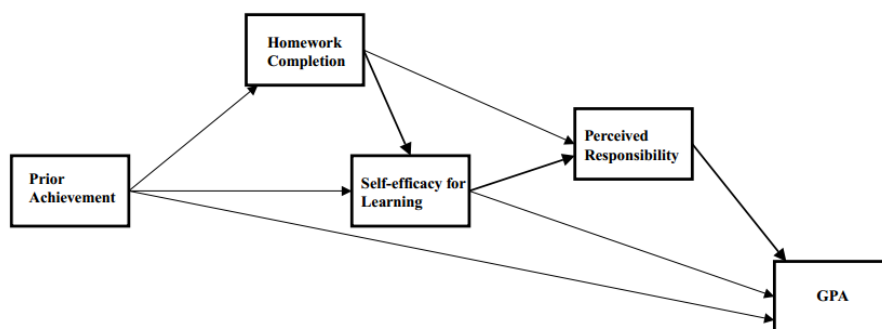 Homework
Completion
Perceived
Responsibility
Prior
Achievement
Self-efficacy for
Learning
GPA